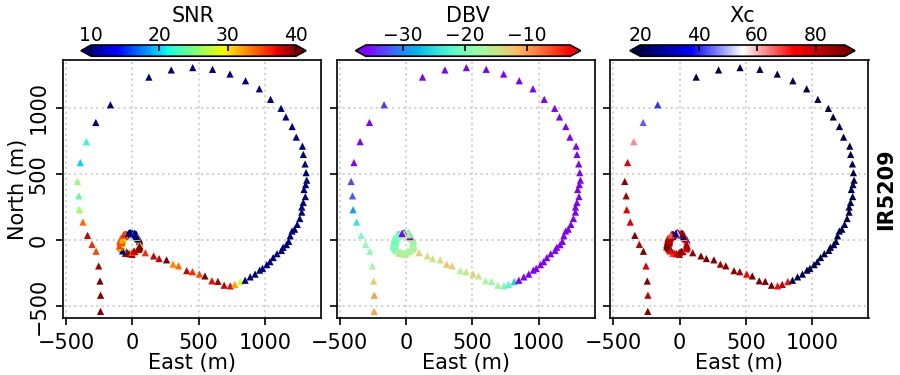 SNR DBV Xc
10 20 30 40 −30 −20 −10 20 40 60 80
1000
500
0
−500
North (m)
−500 0 500 1000 −500 0 500 1000 −500 0 500 1000
East (m) East (m) East (m)
IR5209